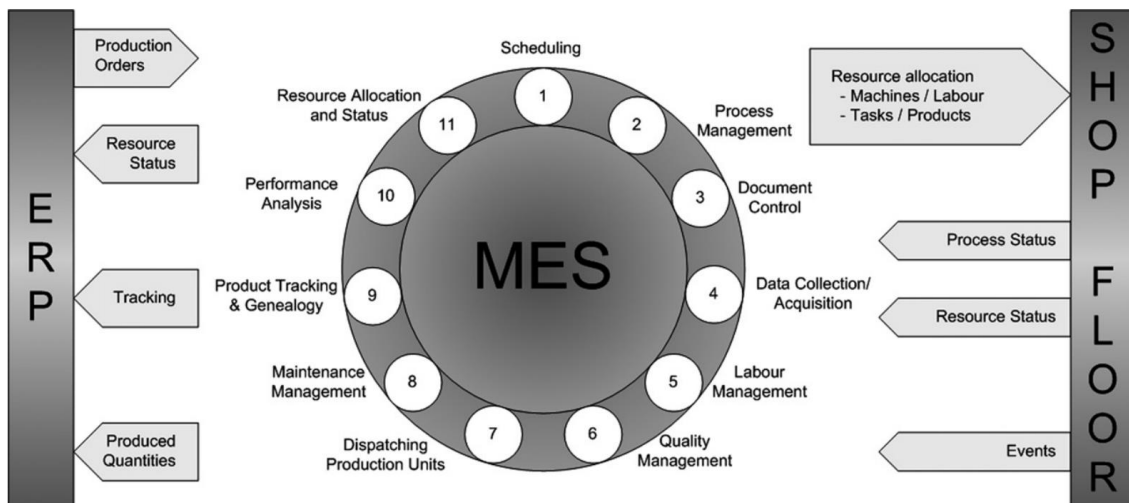 ERP
Production
Orders
Resource
Status
Tracking
Produced
Quantities
MES
1
Scheduling
2
Process
Management
3
Document
Control
4
Data Collection/
Acquisition
5
Labour
Management
6
Quality
Management
7
Dispatching
Production Units
8
Maintenance
Management
9
Product Tracking
& Genealogy
10
Performance
Analysis
11
Resource Allocation
and Status
Resource allocation
- Machines / Labour
- Tasks / Products
Process Status
Resource Status
Events
SHOP FLOOR